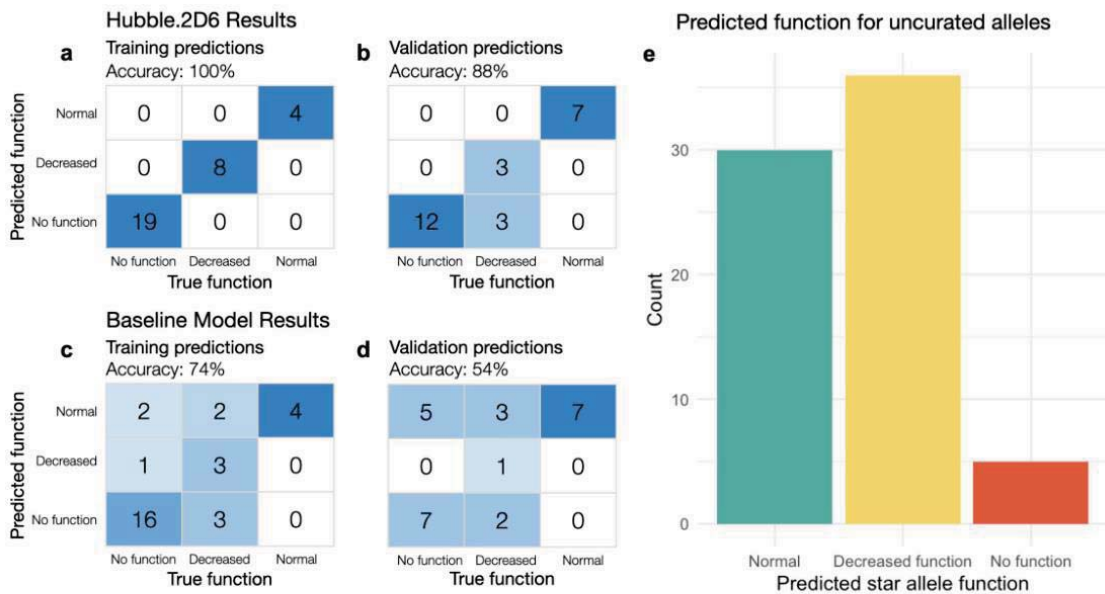 Hubble.2D6 Results
a
Training predictions
Accuracy: 100%
Predicted function
Normal
0 0 4
Decreased
0 8 0
No function
19 0 0
No function Decreased Normal
True function
b
Validation predictions
Accuracy: 88%
0 0 7
0 3 0
12 3 0
No function Decreased Normal
True function
Baseline Model Results
c
Training predictions
Accuracy: 74%
Predicted function
Normal
2 2 4
Decreased
1 3 0
No function
16 3 0
No function Decreased Normal
True function
d
Validation predictions
Accuracy: 54%
5 3 7
0 1 0
7 2 0
No function Decreased Normal
True function
Predicted function for uncurated alleles
e
Count
30
20
10
0
Normal Decreased function No function
Predicted star allele function